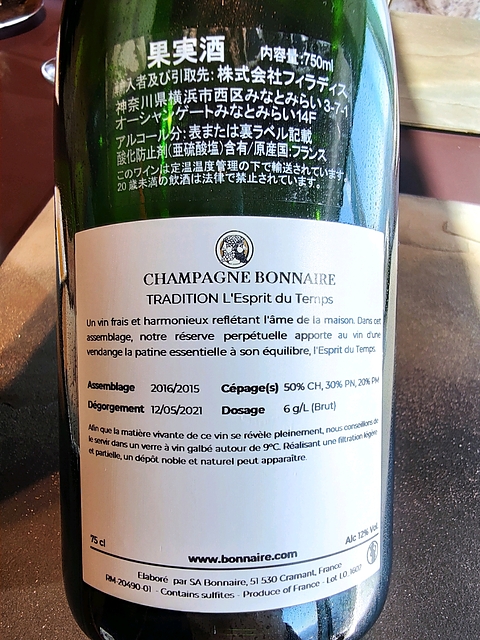 果実酒 内容量:750ml
輸入者及び引取先: 株式会社フィラディス
神奈川県横浜市西区みなとみらい3-7-1
オーシャンゲートみなとみらい14F
アルコール分:表または裏ラベル記載
酸化防止剤(亜硫酸塩)含有/原産国:フランス
このワインは定温温度管理の下で輸送されています。
20歳未満の飲酒は法律で禁止されています。
CHAMPAGNE BONNAIRE
TRADITION L'Esprit du Temps
Un vin frais et harmonieux reflétant l'âme de la maison. Dans cet
assemblage, notre réserve perpétuelle apporte au vin d'une
vendange la patine essentielle à son équilibre, l'Esprit du Temps.
Assemblage 2016/2015 Cépage(s) 50% CH, 30% PN, 20% PM
Dégorgement 12/05/2021 Dosage 6 g/L (Brut)
Afin que la matière vivante de ce vin se révèle pleinement, nous conseillons de
le servir dans un verre à vin galbé autour de 9°C. Réalisant une filtration légère
et partielle, un dépôt noble et naturel peut apparaître.
75 cl Alc 12% Vol.
www.bonnaire.com
Elaboré par SA Bonnaire, 51 530 Cramant, France
RM-20490-01 - Contains sulfites - Produce of France - Lot L0.1607